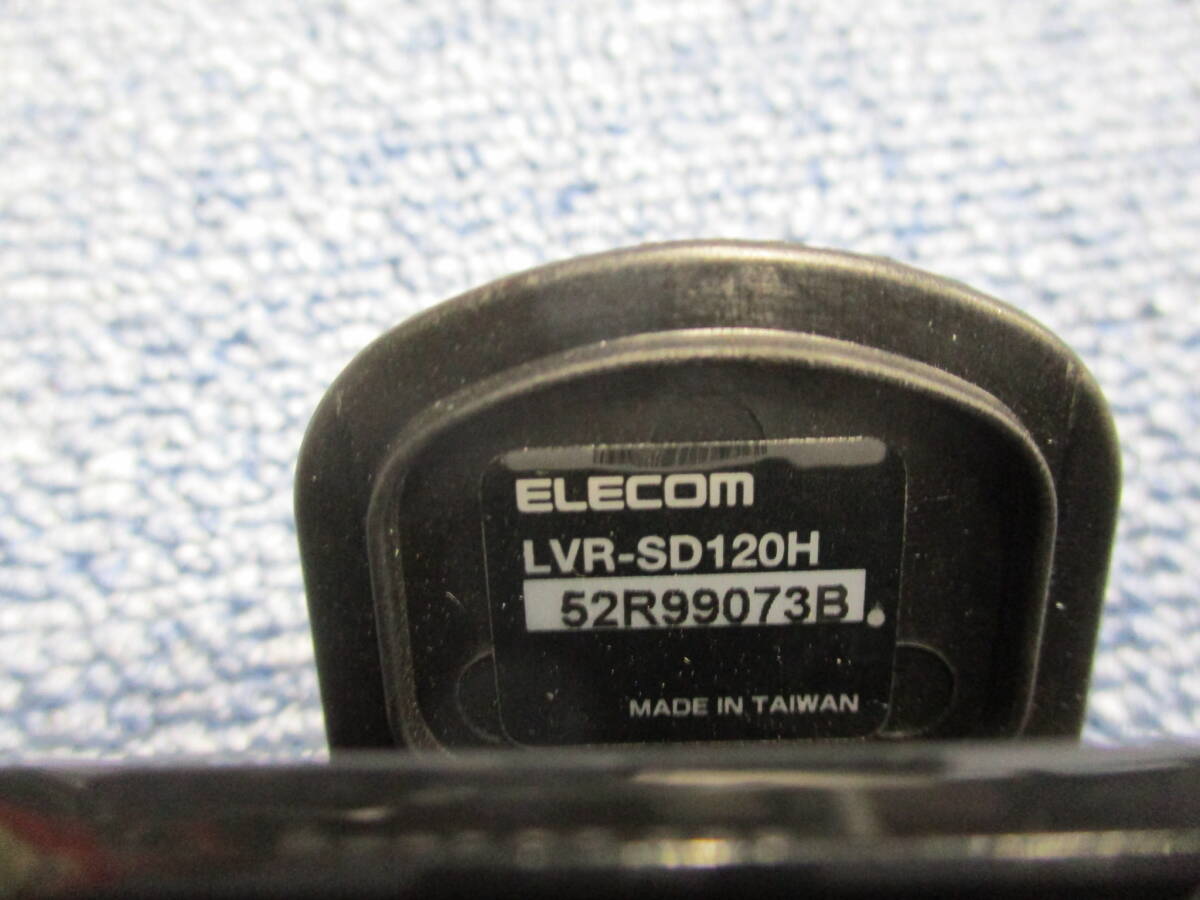 ELECOM
LVR-SD120H
52R99073B
MADE IN TAIWAN